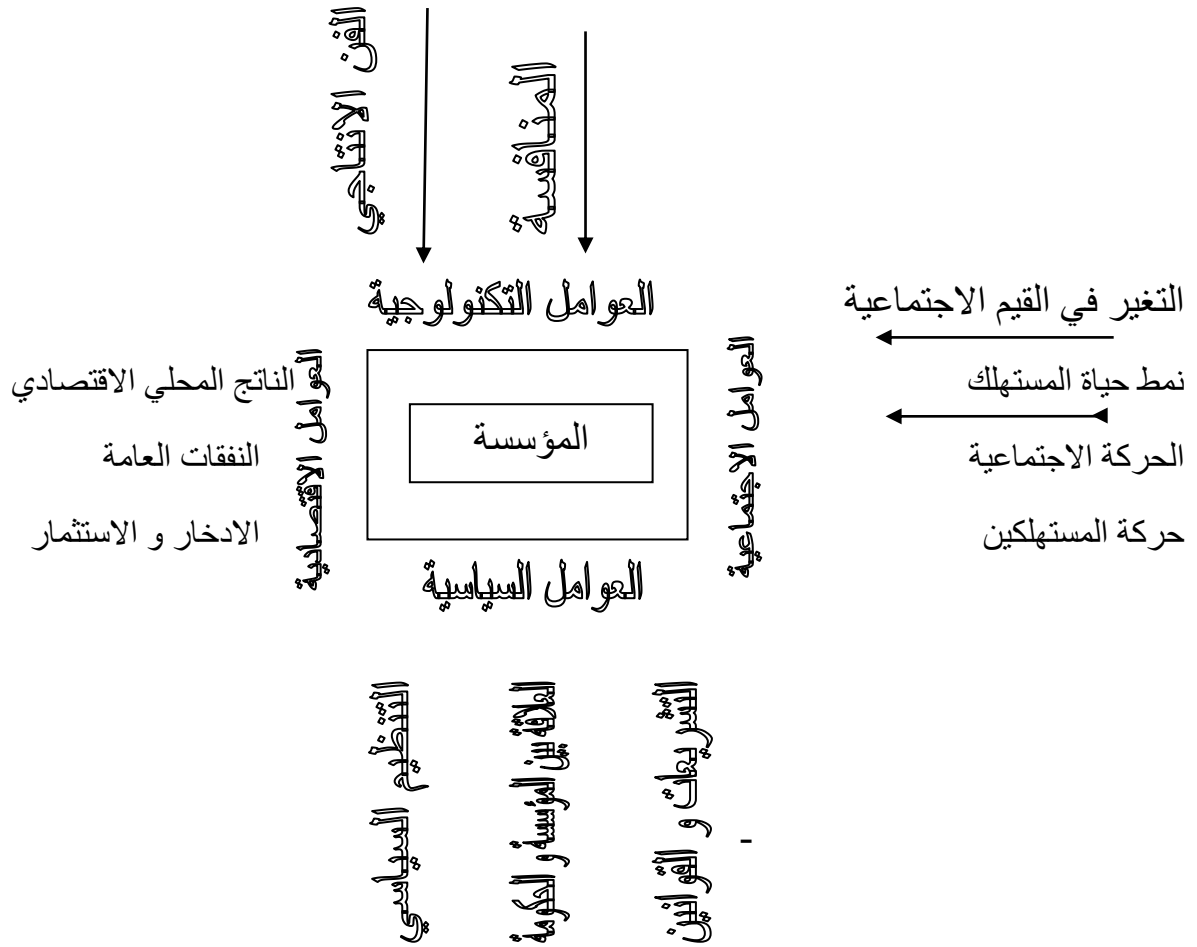 الفن الانتاجي
المنافسة
العوامل التكنولوجية
التغير في القيم الاجتماعية
نمط حياة المستهلك
الحركة الاجتماعية
حركة المستهلكين
العوامل الاجتماعية
المؤسسة
العوامل الاقتصادية
الناتج المحلي الاقتصادي
النفقات العامة
الادخار و الاستثمار
العوامل السياسية
التشريعات و القوانين
العلاقة بين المؤسسة و الحكومة
التنظيم السياسي
-